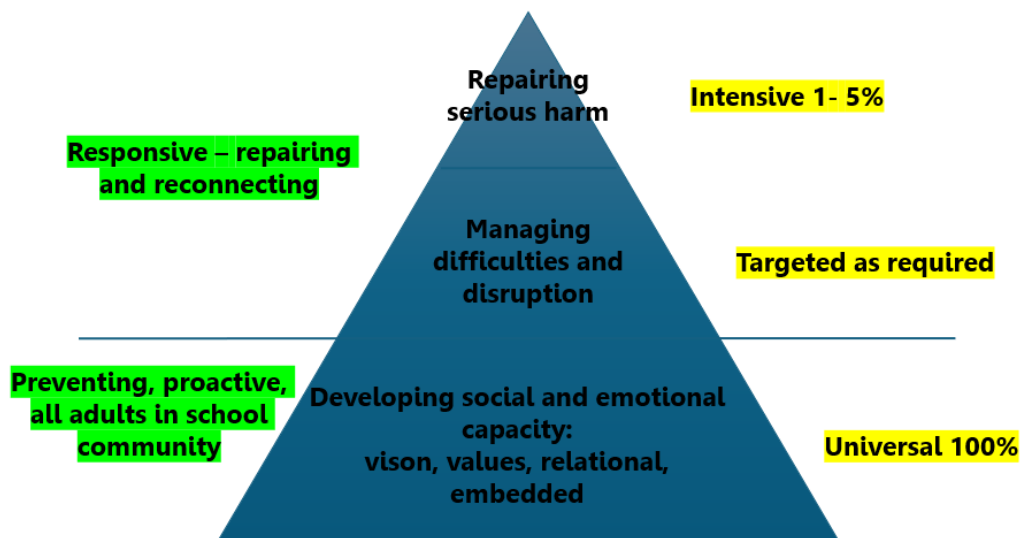 Repairing
serious harm
Intensive 1- 5%
Responsive – repairing
and reconnecting
Managing
difficulties and
disruption
Targeted as required
Preventing, proactive,
all adults in school
community
Developing social and emotional
capacity:
vison, values, relational,
embedded
Universal 100%